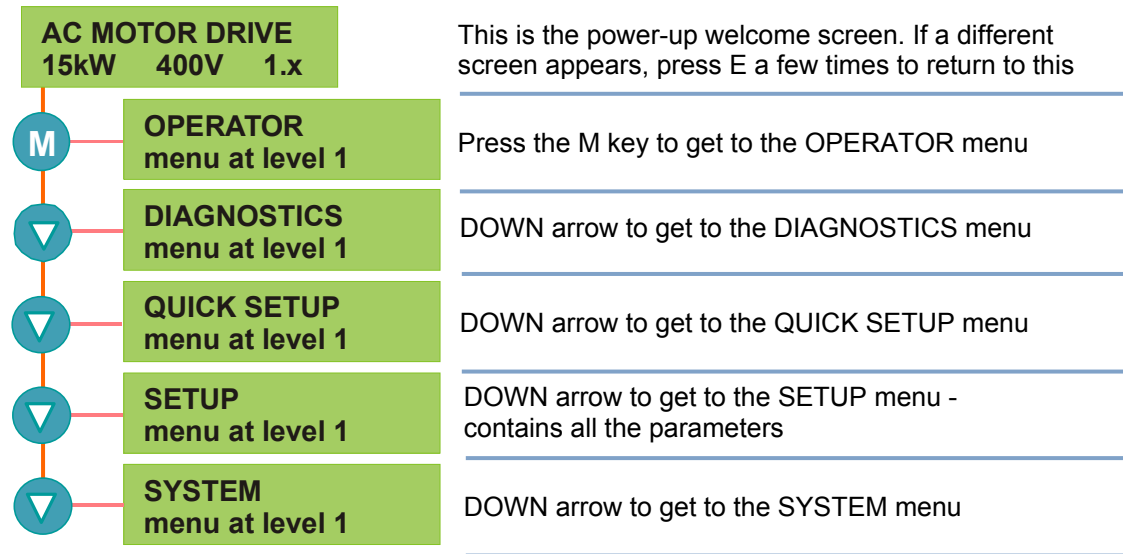 AC MOTOR DRIVE
15kW 400V 1.x
This is the power-up welcome screen. If a different
screen appears, press E a few times to return to this
M
OPERATOR
menu at level 1
Press the M key to get to the OPERATOR menu
DIAGNOSTICS
menu at level 1
DOWN arrow to get to the DIAGNOSTICS menu
QUICK SETUP
menu at level 1
DOWN arrow to get to the QUICK SETUP menu
SETUP
menu at level 1
DOWN arrow to get to the SETUP menu -
contains all the parameters
SYSTEM
menu at level 1
DOWN arrow to get to the SYSTEM menu